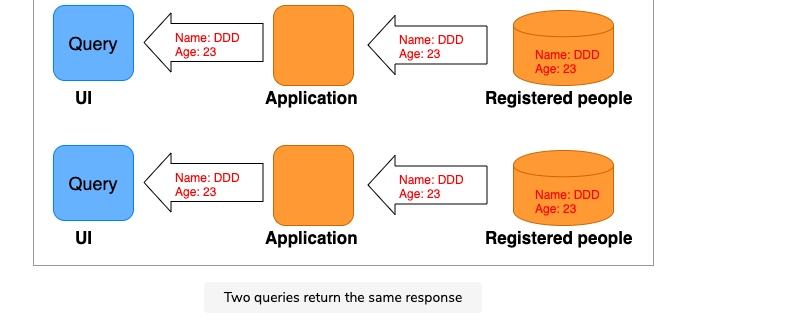 Query
Name: DDD
Age: 23
Name: DDD
Age: 23
Name: DDD
Age: 23
UI
Application
Registered people
Query
Name: DDD
Age: 23
Name: DDD
Age: 23
Name: DDD
Age: 23
UI
Application
Registered people
Two queries return the same response